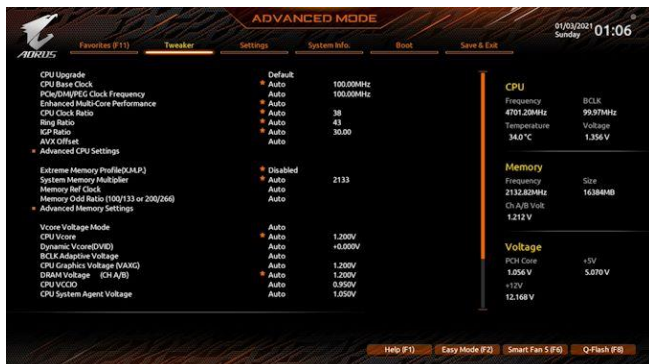 ADVANCED MODE
01/03/2021
Sunday
01:06
AORUS
Favorites (F11) Tweaker Settings System Info. Boot Save & Exit
CPU Upgrade Default
CPU Base Clock * Auto 100.00MHz
PCIe/DMI/PEG Clock Frequency Auto 100.00MHz
Enhanced Multi-Core Performance * Auto
CPU Clock Ratio * Auto 38
Ring Ratio * Auto 43
IGP Ratio * Auto 30.00
AVX Offset Auto
Advanced CPU Settings
Extreme Memory Profile(X.M.P.) * Disabled
System Memory Multiplier * Auto 2133
Memory Ref Clock Auto
Memory Odd Ratio (100/133 or 200/266) Auto
Advanced Memory Settings
Vcore Voltage Mode Auto
CPU Vcore * Auto 1.200V
Dynamic Vcore(DVID) Auto +0.000V
BCLK Adaptive Voltage Auto
CPU Graphics Voltage (VAXG) Auto 1.200V
DRAM Voltage (CH A/B) * Auto 1.200V
CPU VCCIO Auto 0.950V
CPU System Agent Voltage Auto 1.050V
CPU
Frequency BCLK
4701.20MHz 99.97MHz
Temperature Voltage
34.0 °C 1.356 V
Memory
Frequency Size
2132.82MHz 16384MB
Ch A/B Volt
1.212 V
Voltage
PCH Core +5V
1.056 V 5.070 V
+12V
12.168 V
Help (F1) Easy Mode (F2) Smart Fan 5 (F6) Q-Flash (F8)